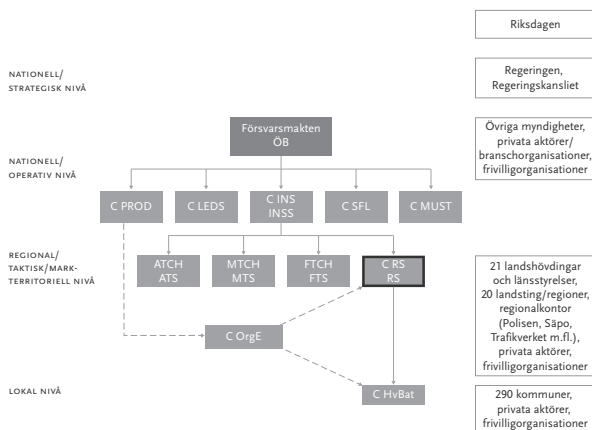 Riksdagen
NATIONELL/
STRATEGISK NIVÅ
Regeringen,
Regeringskansliet
Försvarsmakten
ÖB
Övriga myndigheter,
privata aktörer/
branschorganisationer,
frivilligorganisationer
NATIONELL/
OPERATIV NIVÅ
C PROD
C LEDS
C INS
INSS
C SFL
C MUST
REGIONAL/
TAKTISK/MARK-
TERRITORIELL NIVÅ
ATCH
ATS
MTCH
MTS
FTCH
FTS
C RS
RS
21 landshövdingar
och länsstyrelser,
20 landsting/regioner,
regionalkontor
(Polisen, Säpo,
Trafikverket m.fl.),
privata aktörer,
frivilligorganisationer
C OrgE
LOKAL NIVÅ
C HvBat
290 kommuner,
privata aktörer,
frivilligorganisationer